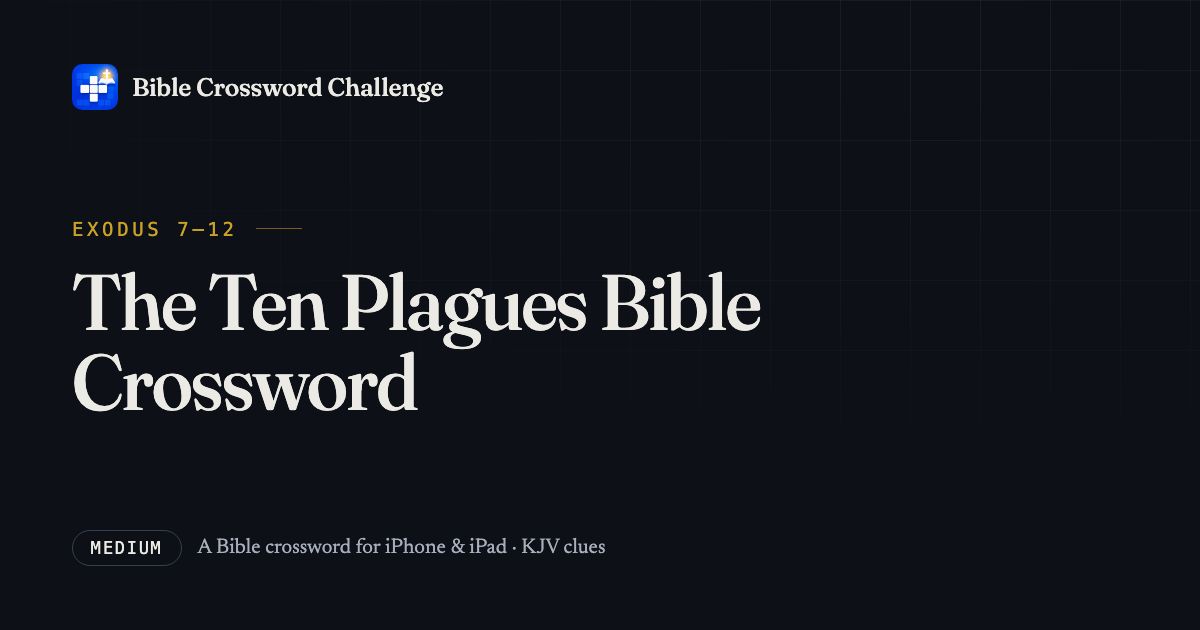 Bible Crossword Challenge
EXODUS 7–12
The Ten Plagues Bible
Crossword
MEDIUM
A Bible crossword for iPhone & iPad · KJV clues